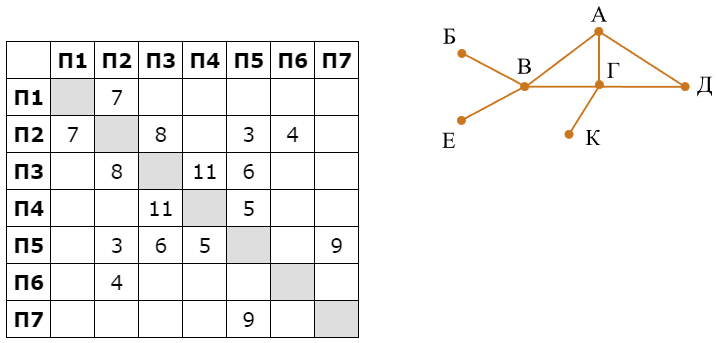 П1 П2 П3 П4 П5 П6 П7
П1 7
П2 7 8 3 4
П3 8 11 6
П4 11 5
П5 3 6 5 9
П6 4
П7 9
А
Б
В Г
Д
Е К